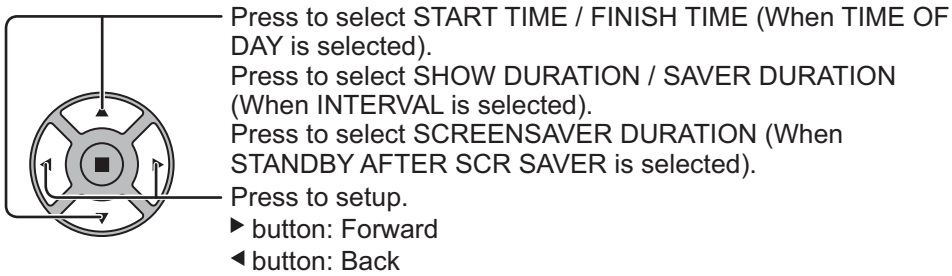 Press to select START TIME / FINISH TIME (When TIME OF
DAY is selected).
Press to select SHOW DURATION / SAVER DURATION
(When INTERVAL is selected).
Press to select SCREENSAVER DURATION (When
STANDBY AFTER SCR SAVER is selected).
Press to setup.
▶ button: Forward
◀ button: Back